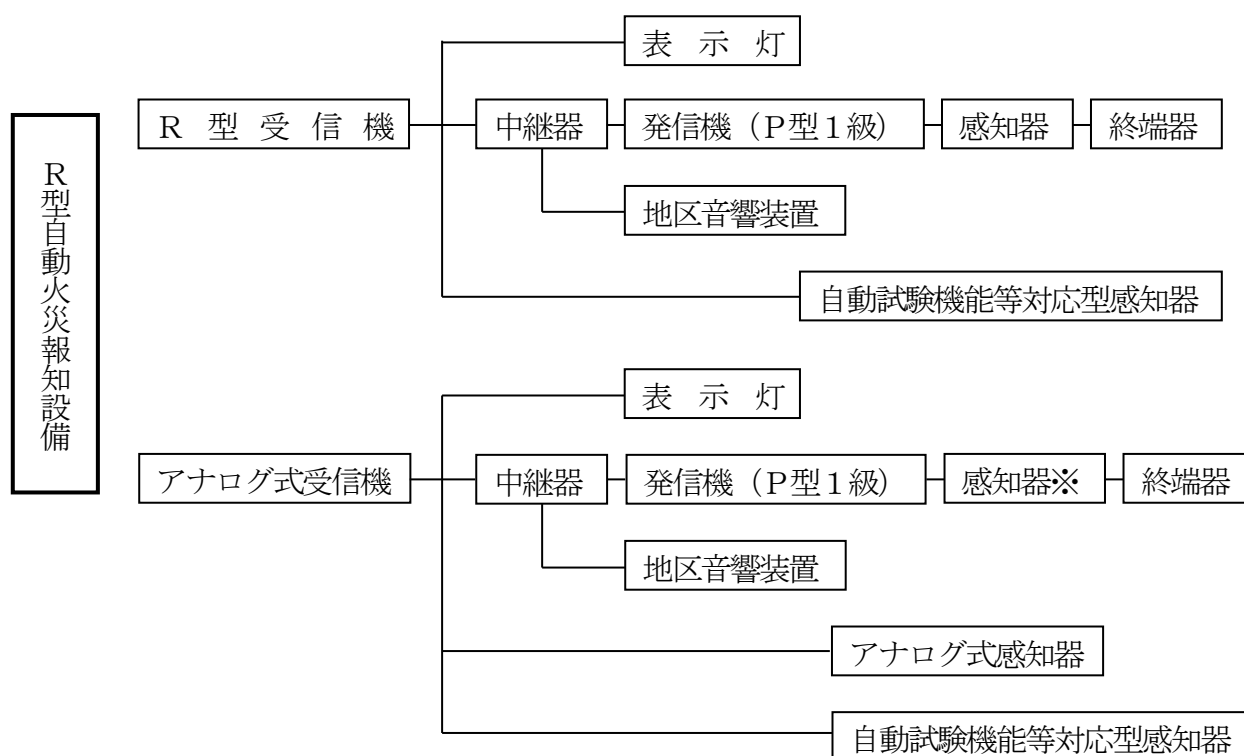 R型自動火災報知設備
表 示 灯
R 型 受 信 機
中継器
発信機（P型1級）
感知器
終端器
地区音響装置
自動試験機能等対応型感知器
表 示 灯
アナログ式受信機
中継器
発信機（P型1級）
感知器※
終端器
地区音響装置
アナログ式感知器
自動試験機能等対応型感知器